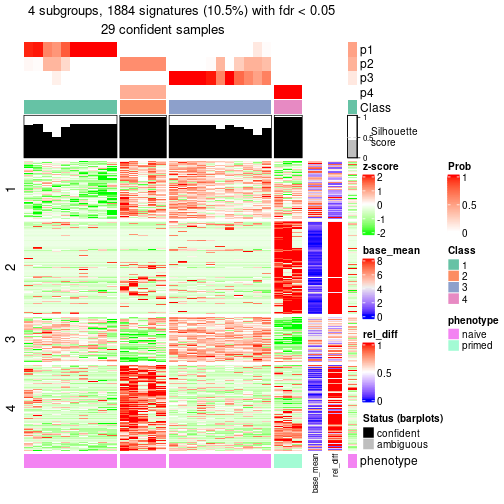 4 subgroups, 1884 signatures (10.5%) with fdr < 0.05
29 confident samples
p1
p2
p3
p4
Class
1
0.5
0
Silhouette
score
1
2
3
4
z-score
2
1
0
-1
-2
Prob
1
0.5
0
base_mean
8
6
4
2
0
Class
1
2
3
4
phenotype
naive
primed
rel_diff
1
0.5
0
Status (barplots)
confident
ambiguous
base_mean
rel_diff
phenotype